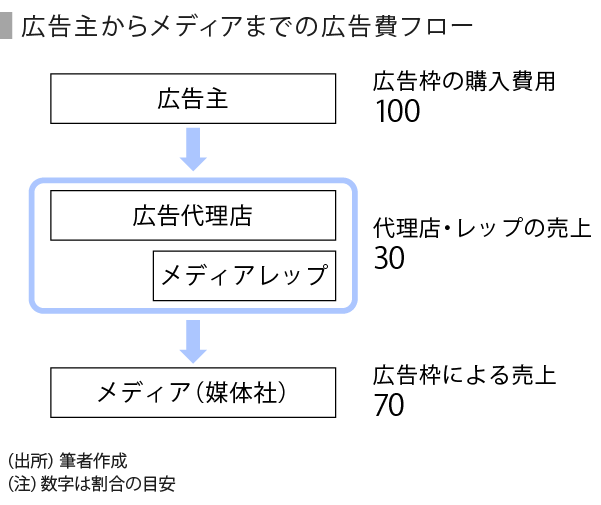 広告主からメディアまでの広告費フロー
広告主
広告枠の購入費用
100
広告代理店
メディアレップ
代理店・レップの売上
30
メディア（媒体社）
広告枠による売上
70
（出所）筆者作成
（注）数字は割合の目安